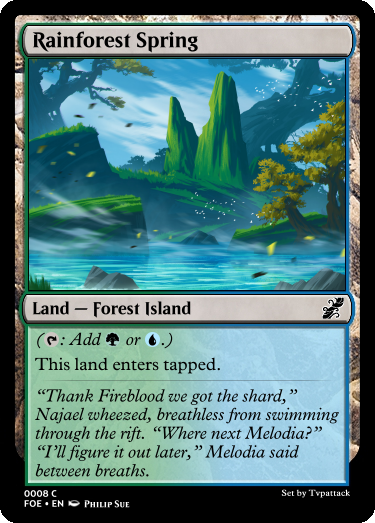 Rainforest Spring
Land — Forest Island
(: Add or .)
This land enters tapped.
“Thank Fireblood we got the shard,”
Najael wheezed, breathless from swimming
through the rift. “Where next Melodia?”
“I’ll figure it out later,” Melodia said
between breaths.
0008 C
Set by Tvpattack
FOE • EN Philip Sue